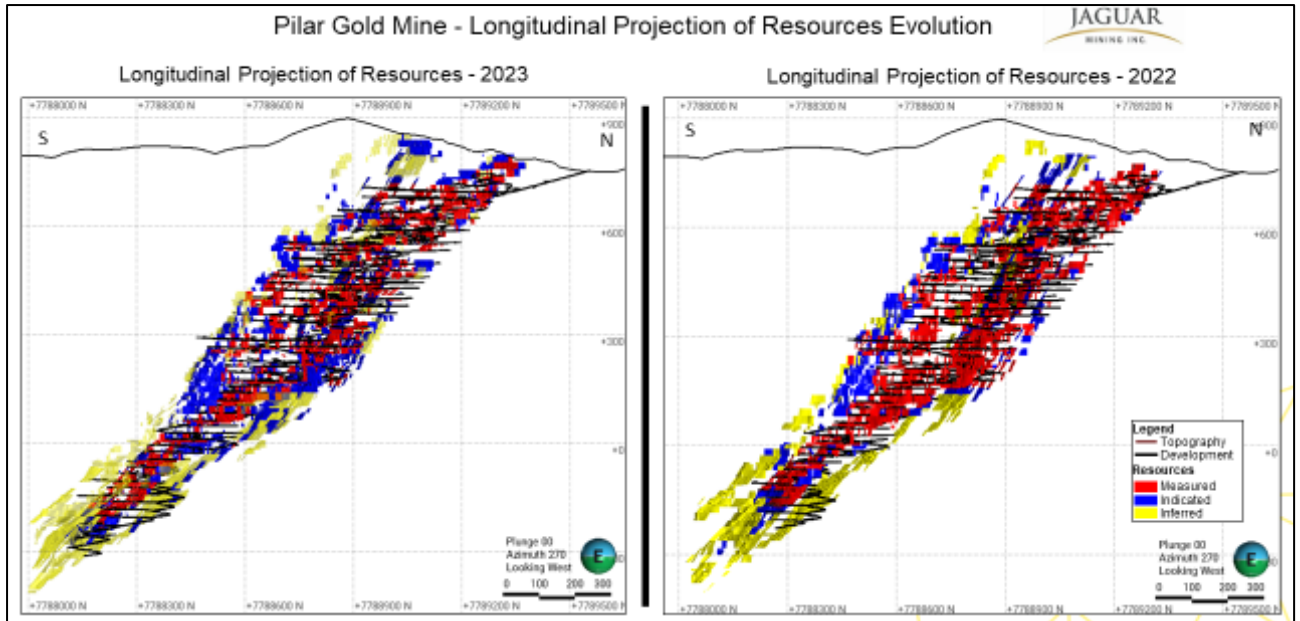 Pilar Gold Mine - Longitudinal Projection of Resources Evolution
JAGUAR
MINING INC.
Longitudinal Projection of Resources - 2023
+7788000 N +7788300 N +7788600 N +7788900 N +7789200 N +7789500 N
+900
S
N
+600
+300
+0
Plunge 00
Azimuth 270
Looking West
E
0 100 200 300
+7788000 N +7788300 N +7788600 N +7788900 N +7789200 N +7789500 N
Longitudinal Projection of Resources - 2022
+7788000 N +7788300 N +7788600 N +7788900 N +7789200 N +7789500 N
S
N
+600
+300
+0
Legend
Topography
Development
Resources
Measured
Indicated
Inferred
Plunge 00
Azimuth 270
Looking West
E
0 100 200 300
+7788000 N +7788300 N +7788600 N +7788900 N +7789200 N +7789500 N